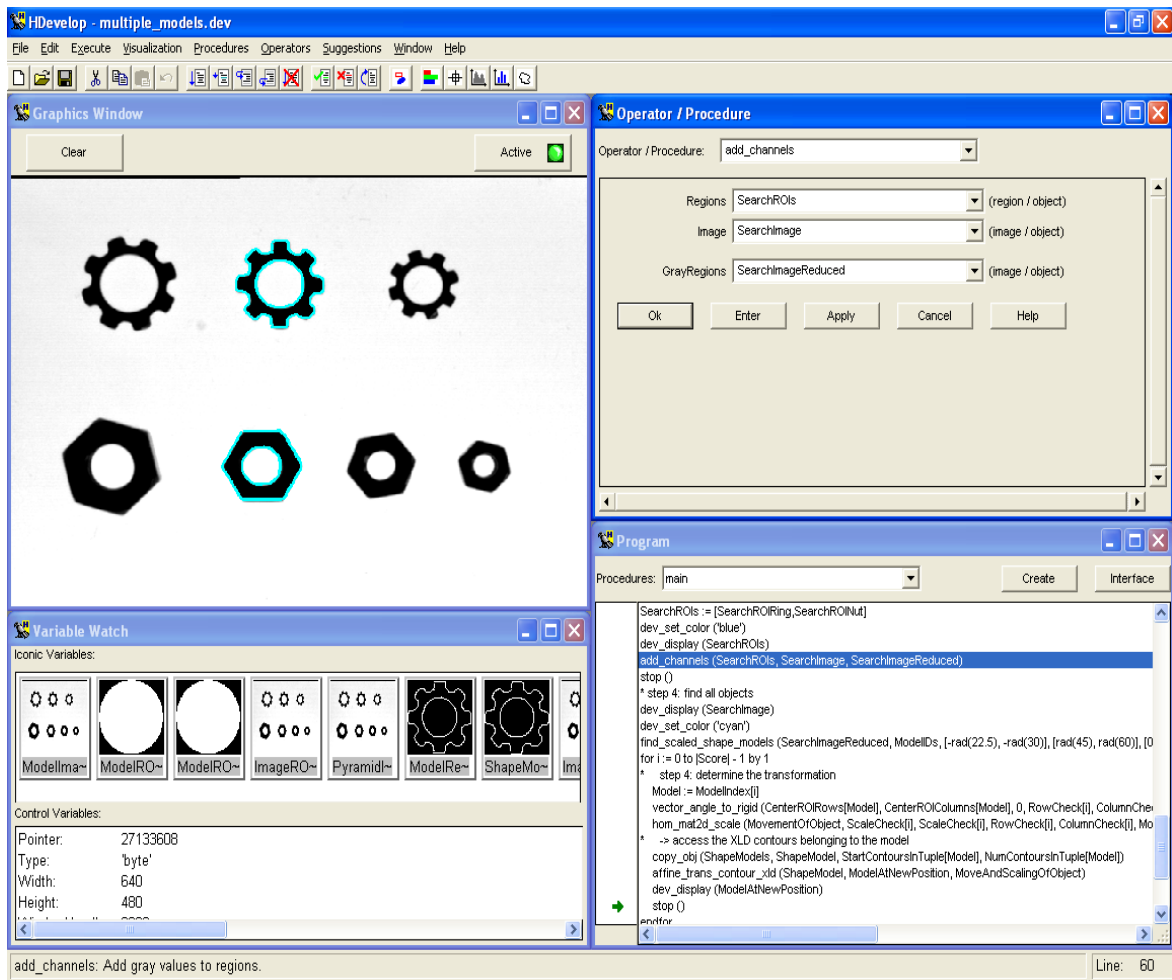 HDevelop - multiple_models.dev
File Edit Execute Visualization Procedures Operators Suggestions Window Help
Graphics Window
Clear
Active
Operator / Procedure
Operator / Procedure: add_channels
Regions SearchROIs (region / object)
Image SearchImage (image / object)
GrayRegions SearchImageReduced (image / object)
Ok Enter Apply Cancel Help
Variable Watch
Iconic Variables:
ModelIma~ ModelRO~ ModelRO~ ImageRO~ PyramidI~ ModelRe~ ShapeMo~ Ima
Control Variables:
Pointer: 27133608
Type: 'byte'
Width: 640
Height: 480
Program
Procedures: main
Create Interface
SearchROIs := [SearchROIRing,SearchROINut]
dev_set_color ('blue')
dev_display (SearchROIs)
add_channels (SearchROIs, SearchImage, SearchImageReduced)
stop ()
* step 4: find all objects
dev_display (SearchImage)
dev_set_color ('cyan')
find_scaled_shape_models (SearchImageReduced, ModelIDs, [-rad(22.5), -rad(30)], [rad(45), rad(60)], [0
for i := 0 to |Score| - 1 by 1
* step 4: determine the transformation
Model := ModelIndex[i]
vector_angle_to_rigid (CenterROIRows[Model], CenterROIColumns[Model], 0, RowCheck[i], ColumnChe
hom_mat2d_scale (MovementOfObject, ScaleCheck[i], ScaleCheck[i], RowCheck[i], ColumnCheck[i], Mo
* -> access the XLD contours belonging to the model
copy_obj (ShapeModels, ShapeModel, StartContoursInTuple[Model], NumContoursInTuple[Model])
affine_trans_contour_xld (ShapeModel, ModelAtNewPosition, MoveAndScalingOfObject)
dev_display (ModelAtNewPosition)
stop ()
endfor
add_channels: Add gray values to regions.
Line: 60